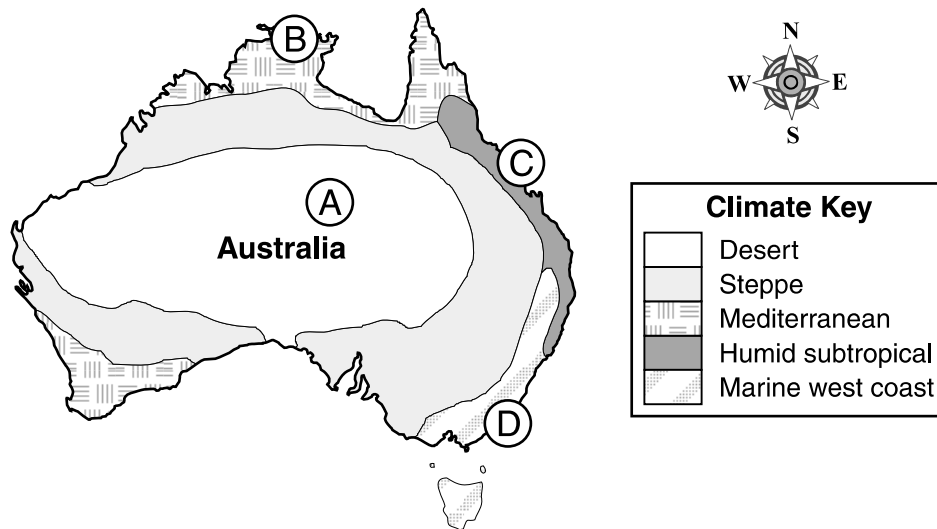 B
N
W E
S
C
A
Australia
D
Climate Key
Desert
Steppe
Mediterranean
Humid subtropical
Marine west coast